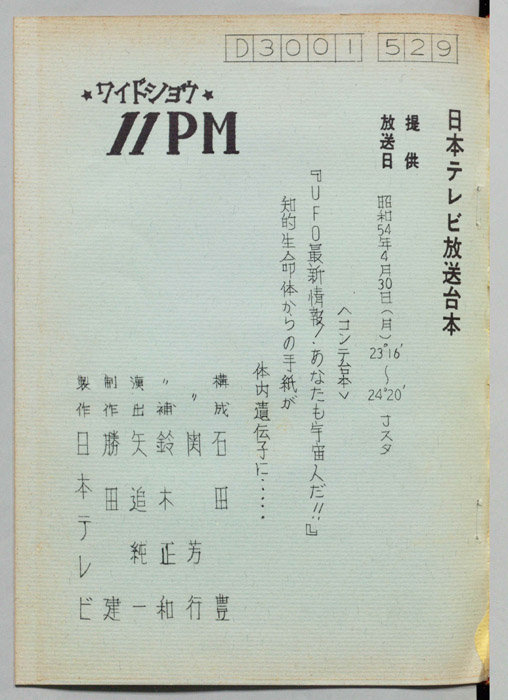 D3001 529
日本テレビ放送台本
提供
放送日 昭和54年4月30日(月) 23°16′〜24°20′ Gスタ
<コンテ台本>
『UFO最新情報!あなたも宇宙人だ!!』
知的生命体からの手紙が
体内遺伝子に‥‥‥
★ワイドショウ★
11PM
構成 石田 豊
〃 関 芳行
〃補 鈴木正和
演出 矢追純一
制作 勝田 建
製作 日本テレビ